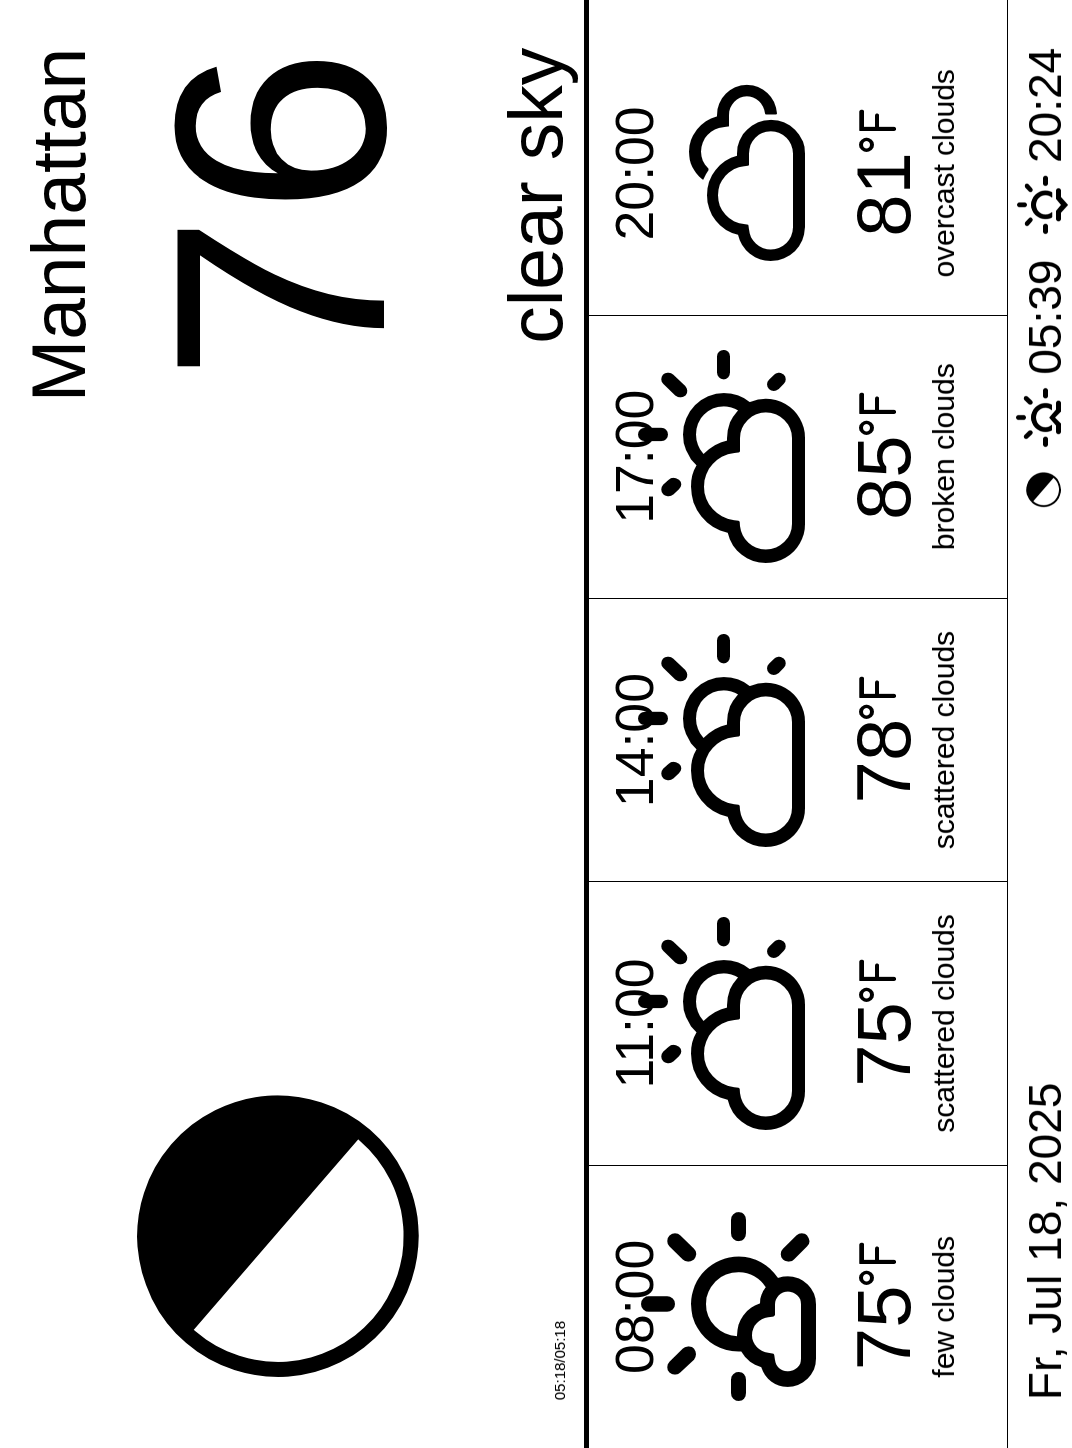 Manhattan
76
clear sky
05:18/05:18
08:00
75°F
few clouds
11:00
75°F
scattered clouds
14:00
78°F
scattered clouds
17:00
85°F
broken clouds
20:00
81°F
overcast clouds
Fr, Jul 18, 2025
05:39 20:24